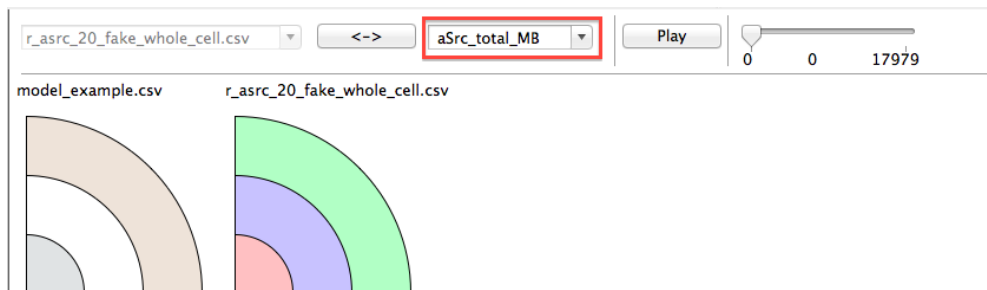 r_asrc_20_fake_whole_cell.csv <-> aSrc_total_MB Play
0 0 17979
model_example.csv r_asrc_20_fake_whole_cell.csv